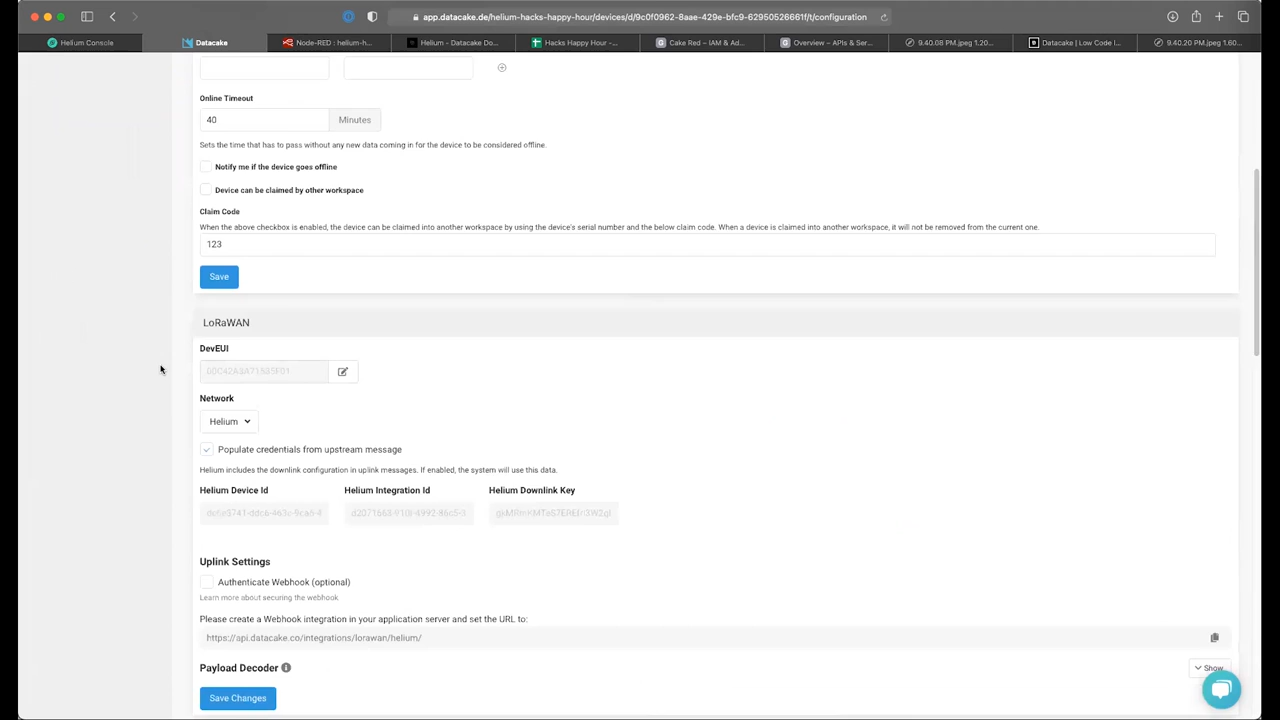 app.datacake.de/helium-hacks-happy-hour/devices/d/9c0f0962-8aae-429e-bfc9-62950526661f/t/configuration
Helium Console
Datacake
Node-RED : helium-h...
Helium - Datacake Do...
Hacks Happy Hour -...
Cake Red – IAM & Ad...
Overview – APIs & Ser...
9.40.08 PM.jpeg 1.20...
Datacake | Low Code I...
9.40.20 PM.jpeg 1.60...
Online Timeout
40 Minutes
Sets the time that has to pass without any new data coming in for the device to be considered offline.
Notify me if the device goes offline
Device can be claimed by other workspace
Claim Code
When the above checkbox is enabled, the device can be claimed into another workspace by using the device's serial number and the below claim code. When a device is claimed into another workspace, it will not be removed from the current one.
123
Save
LoRaWAN
DevEUI
Network
Helium
Populate credentials from upstream message
Helium includes the downlink configuration in uplink messages. If enabled, the system will use this data.
Helium Device Id Helium Integration Id Helium Downlink Key
Uplink Settings
Authenticate Webhook (optional)
Learn more about securing the webhook.
Please create a Webhook integration in your application server and set the URL to:
https://api.datacake.co/integrations/lorawan/helium/
Payload Decoder
Show
Save Changes